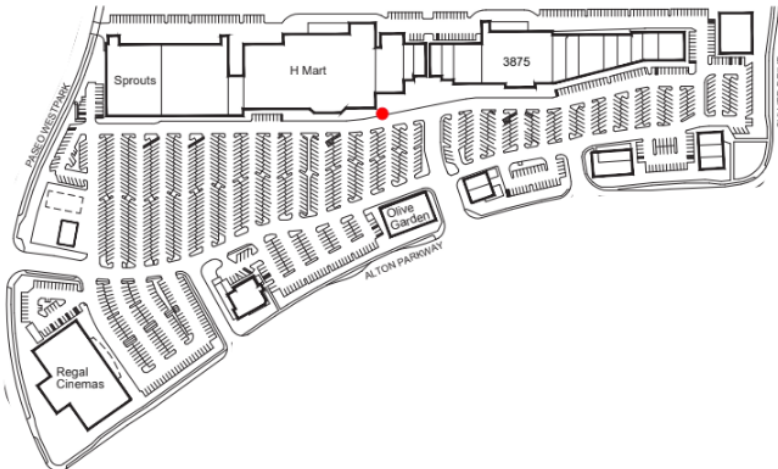 Sprouts
H Mart
3875
PASEO WESTPARK
Olive
Garden
ALTON PARKWAY
Regal
Cinemas